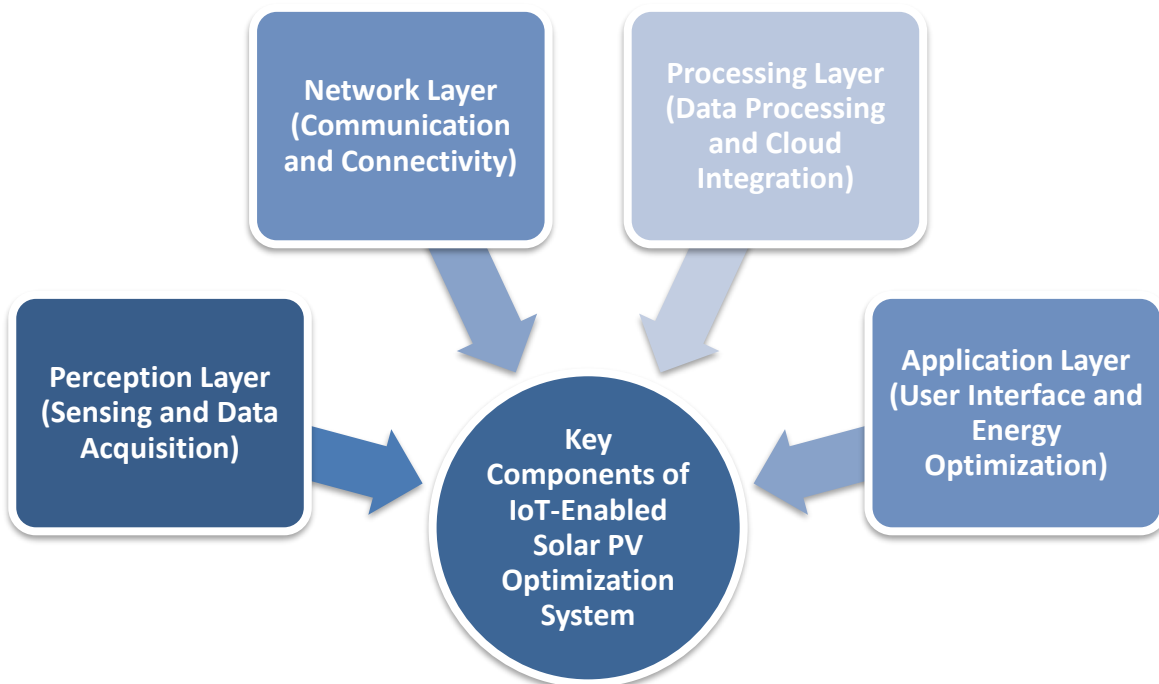 Network Layer
(Communication
and Connectivity)
Processing Layer
(Data Processing
and Cloud
Integration)
Perception Layer
(Sensing and Data
Acquisition)
Application Layer
(User Interface and
Energy
Optimization)
Key
Components of
IoT-Enabled
Solar PV
Optimization
System